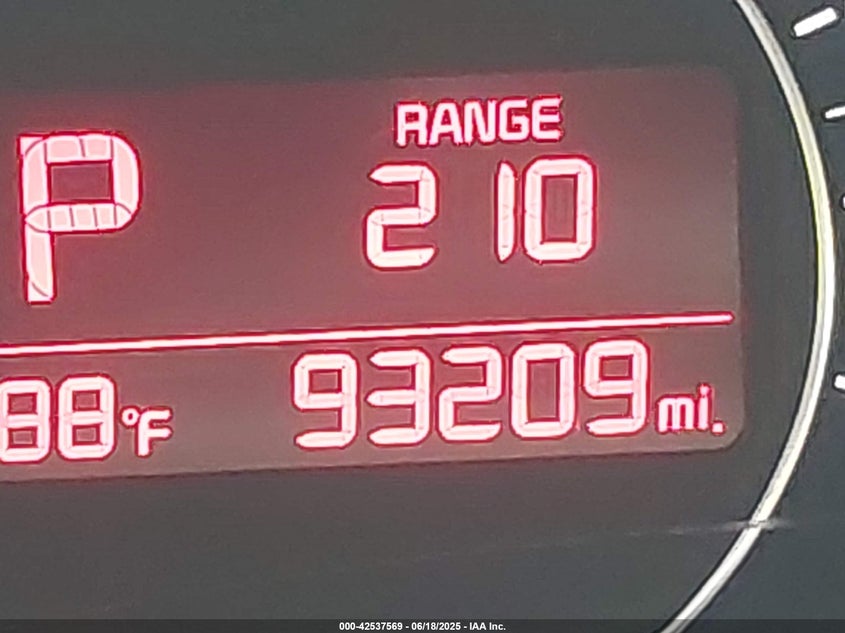 RANGE
P 210
88°F 93209 mi.
000-42537569 - 06/18/2025 - IAA Inc.